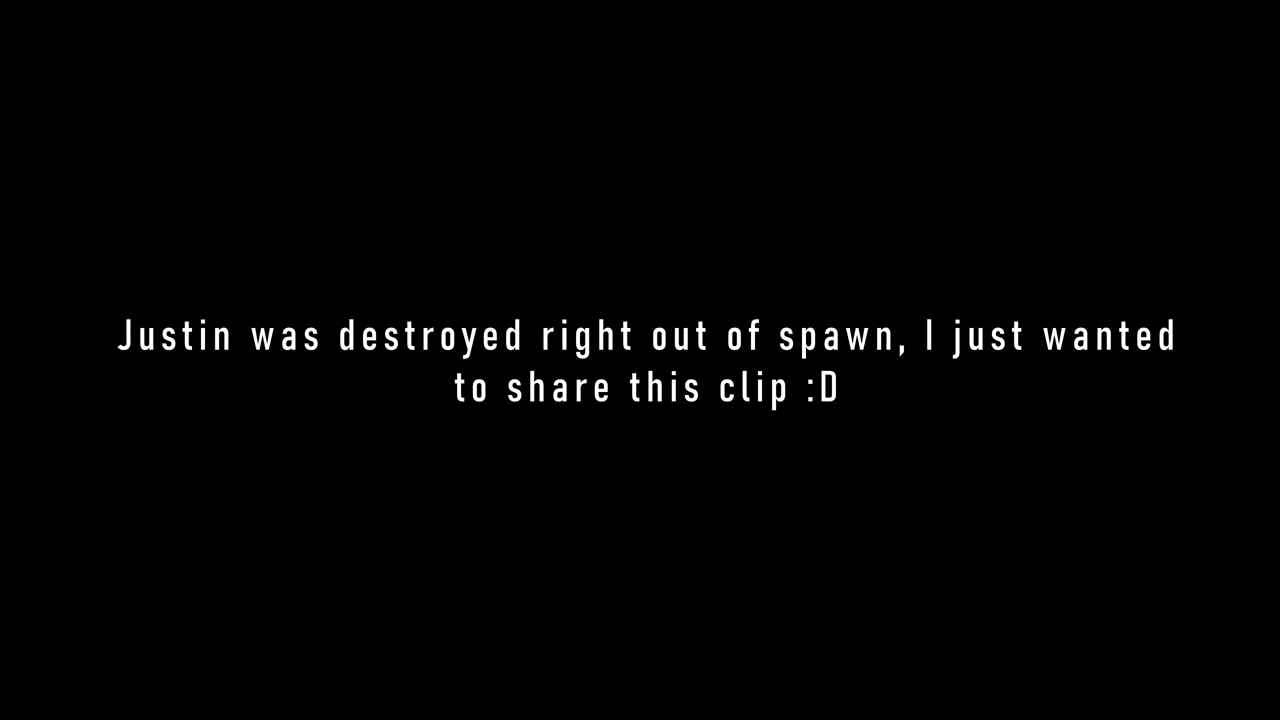 Justin was destroyed right out of spawn, I just wanted
to share this clip :D